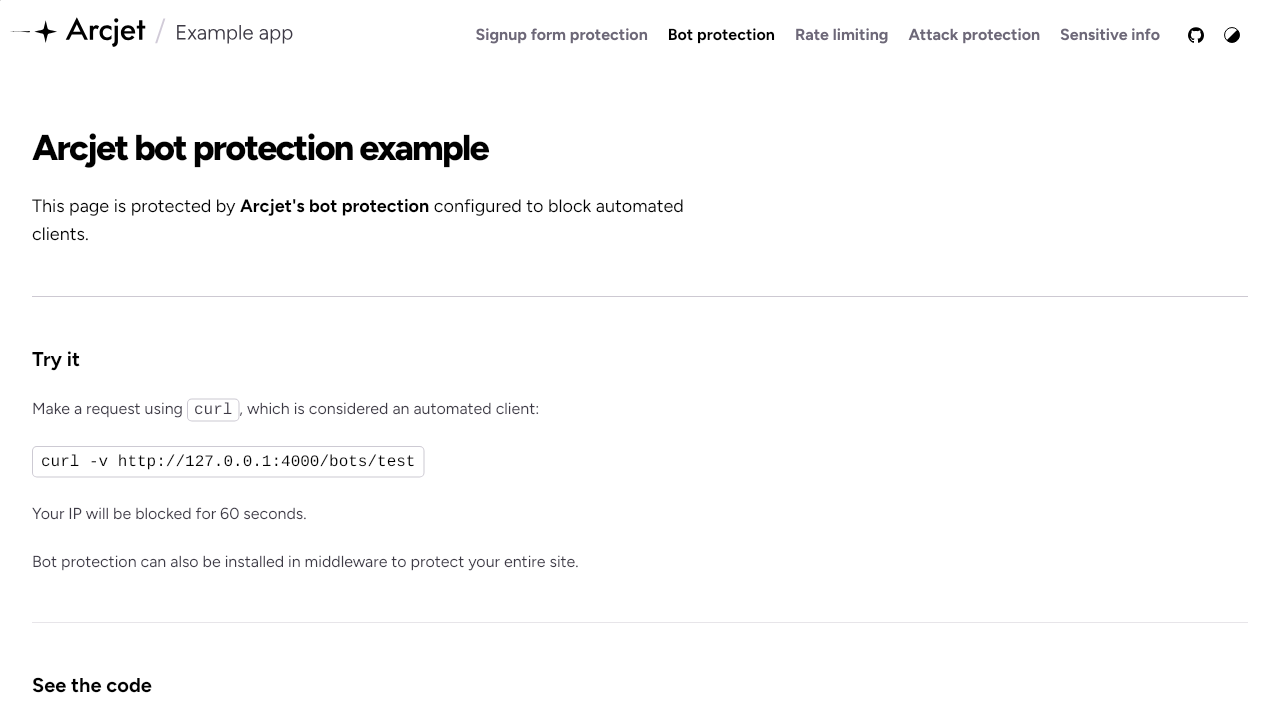 Arcjet / Example app
Signup form protection Bot protection Rate limiting Attack protection Sensitive info
Arcjet bot protection example
This page is protected by Arcjet's bot protection configured to block automated
clients.
Try it
Make a request using curl, which is considered an automated client:
curl -v http://127.0.0.1:4000/bots/test
Your IP will be blocked for 60 seconds.
Bot protection can also be installed in middleware to protect your entire site.
See the code